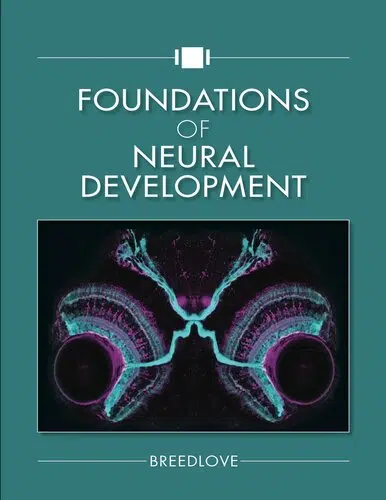 FOUNDATIONS
OF
NEURAL
DEVELOPMENT
BREEDLOVE